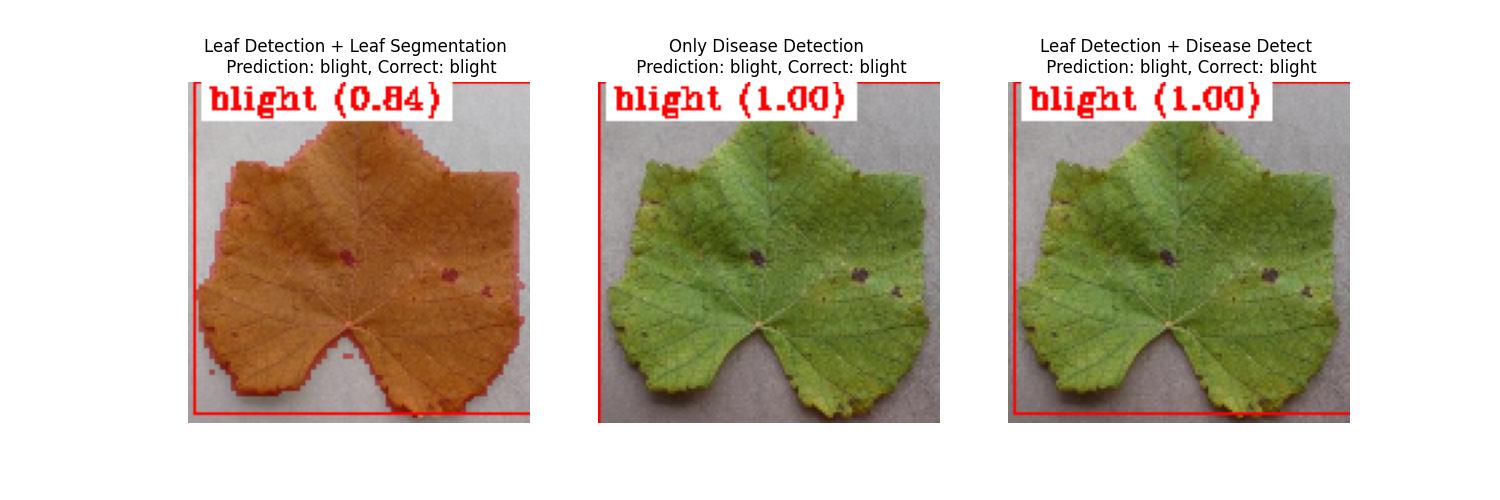 Leaf Detection + Leaf Segmentation
Prediction: blight, Correct: blight
blight (0.84)
Only Disease Detection
Prediction: blight, Correct: blight
blight (1.00)
Leaf Detection + Disease Detect
Prediction: blight, Correct: blight
blight (1.00)